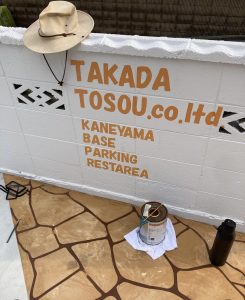 TAKADA
TOSOU.co.ltd
KANEYAMA
BASE
PARKING
RESTAREA